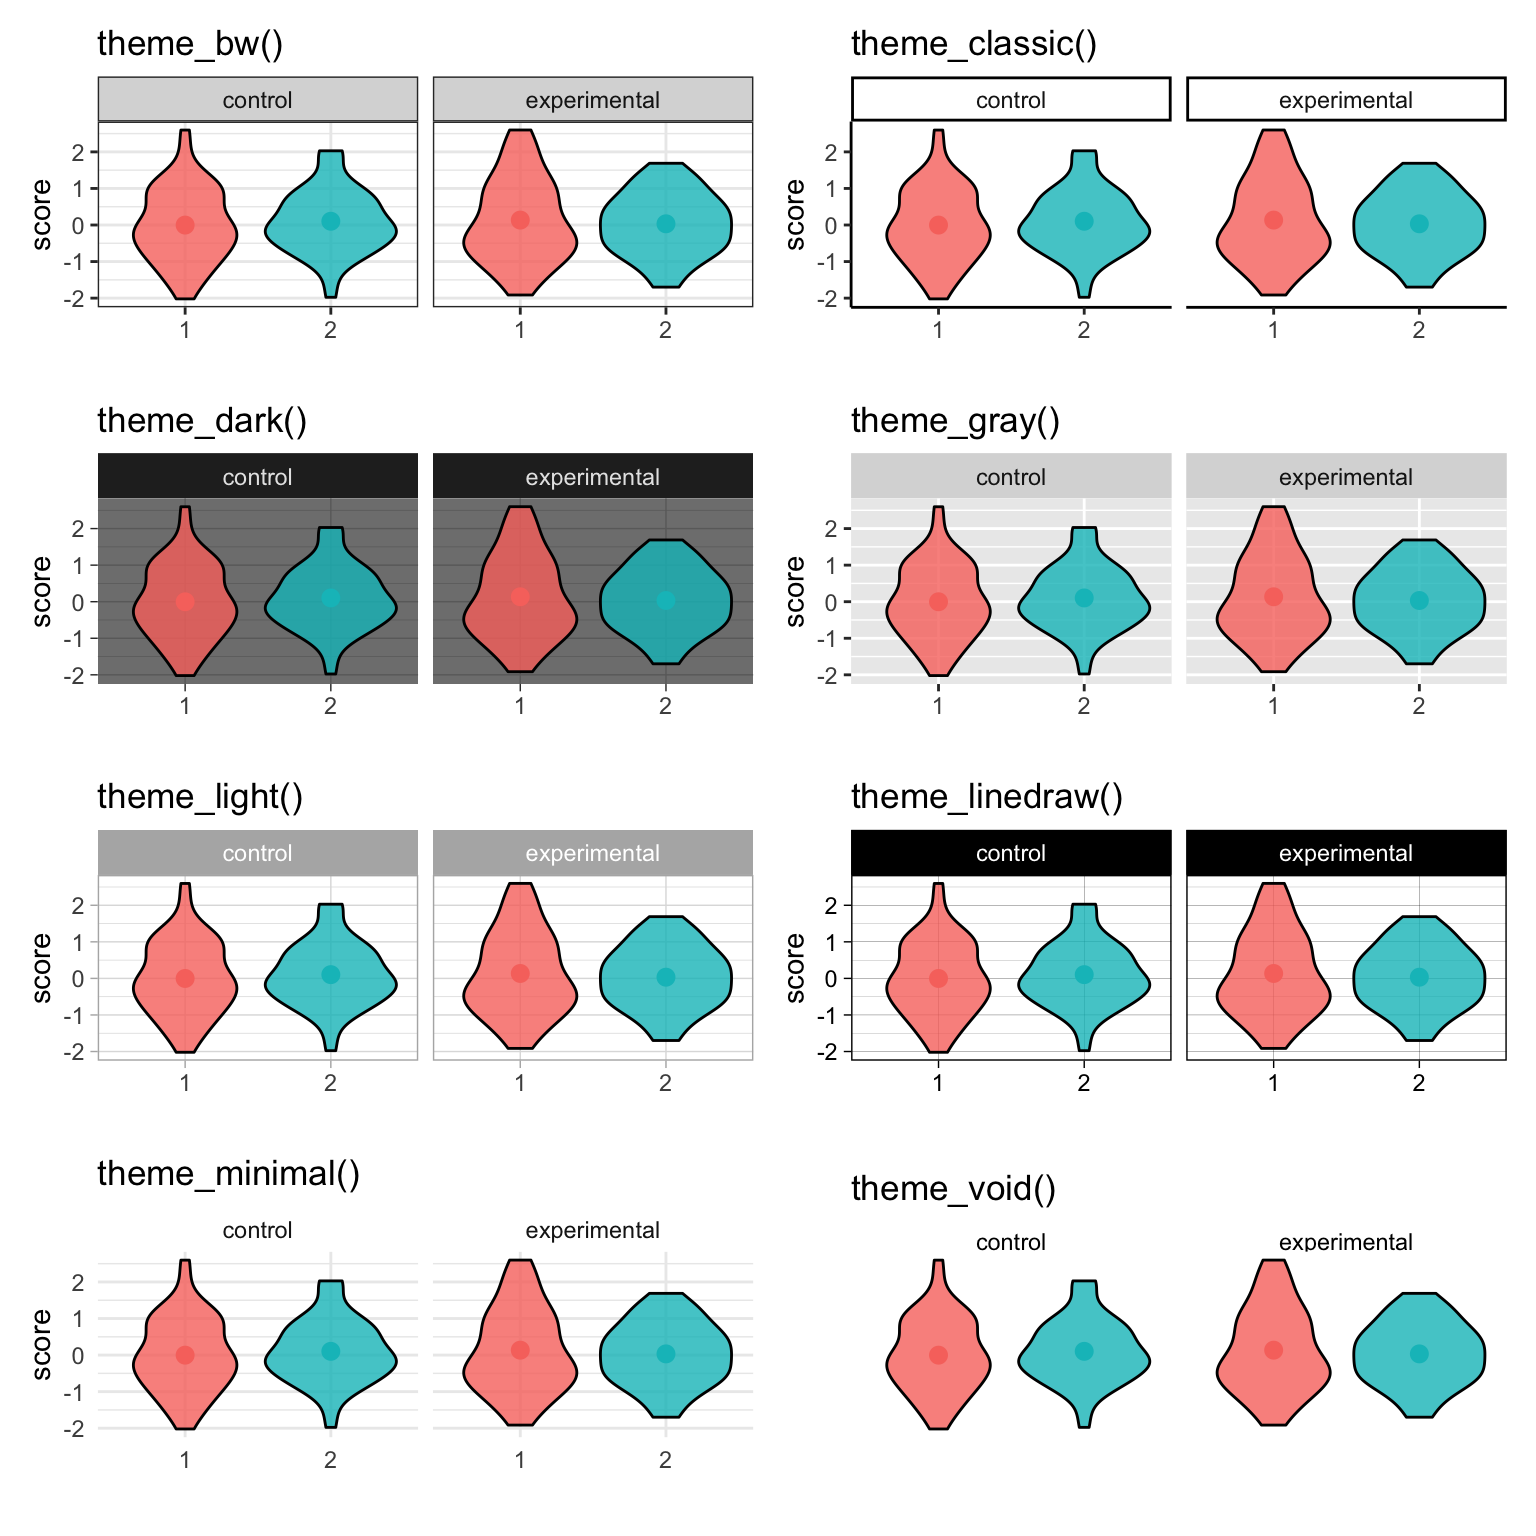 theme_bw()
control experimental
score
2
1
0
-1
-2
1 2 1 2
theme_classic()
control experimental
score
2
1
0
-1
-2
1 2 1 2
theme_dark()
control experimental
score
2
1
0
-1
-2
1 2 1 2
theme_gray()
control experimental
score
2
1
0
-1
-2
1 2 1 2
theme_light()
control experimental
score
2
1
0
-1
-2
1 2 1 2
theme_linedraw()
control experimental
score
2
1
0
-1
-2
1 2 1 2
theme_minimal()
control experimental
score
2
1
0
-1
-2
1 2 1 2
theme_void()
control experimental